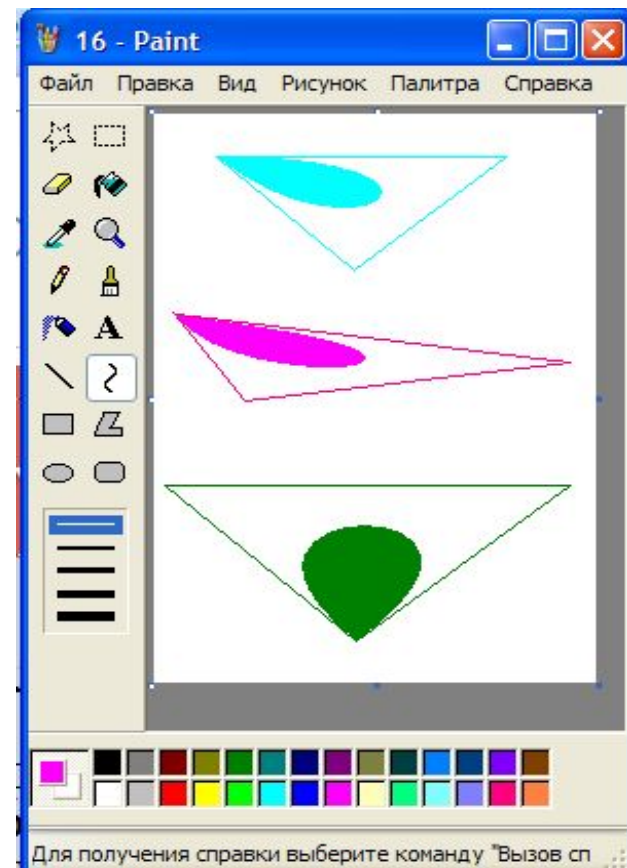 16 - Paint
Файл Правка Вид Рисунок Палитра Справка
A
Для получения справки выберите команду "Вызов сп